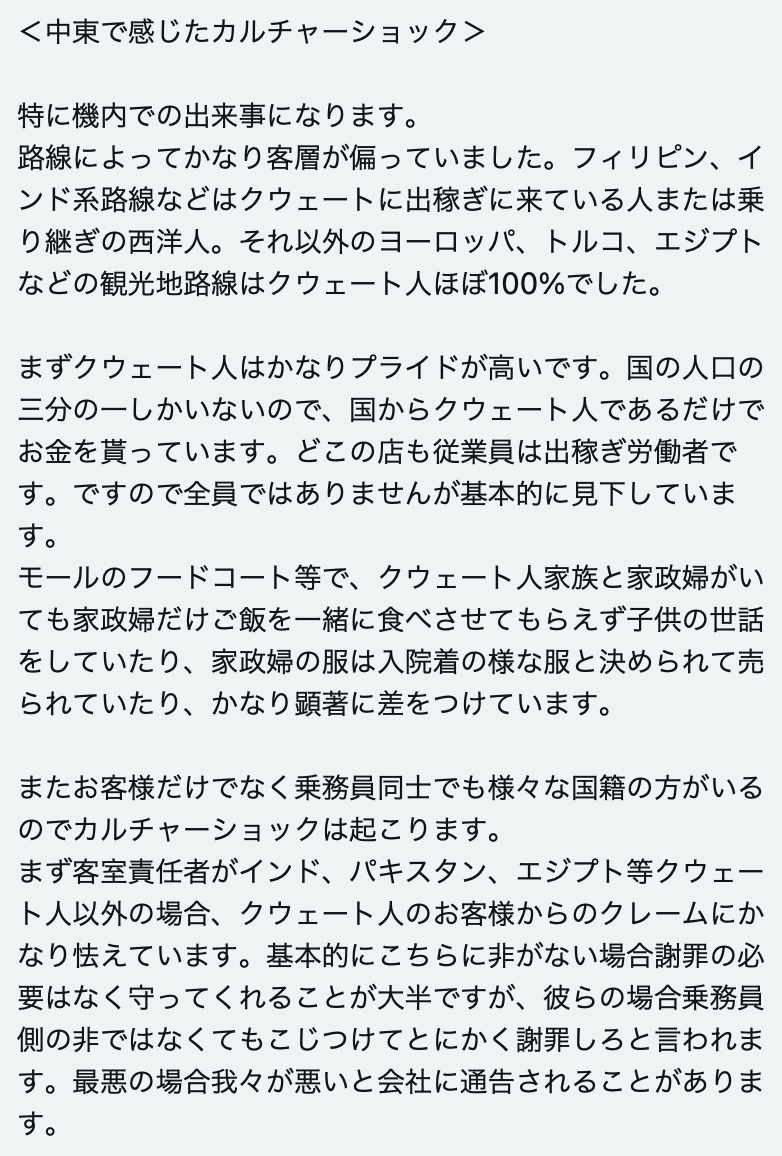 ＜中東で感じたカルチャーショック＞
特に機内での出来事になります。
路線によってかなり客層が偏っていました。フィリピン、イ
ンド系路線などはクウェートに出稼ぎに来ている人または乗
り継ぎの西洋人。それ以外のヨーロッパ、トルコ、エジプト
などの観光地路線はクウェート人ほぼ100%でした。
まずクウェート人はかなりプライドが高いです。国の人口の
三分の一しかいないので、国からクウェート人であるだけで
お金を貰っています。どこの店も従業員は出稼ぎ労働者で
す。ですので全員ではありませんが基本的に見下していま
す。
モールのフードコート等で、クウェート人家族と家政婦がい
ても家政婦だけご飯を一緒に食べさせてもらえず子供の世話
をしていたり、家政婦の服は入院着の様な服と決められて売
られていたり、かなり顕著に差をつけています。
またお客様だけでなく乗務員同士でも様々な国籍の方がいる
のでカルチャーショックは起こります。
まず客室責任者がインド、パキスタン、エジプト等クウェー
ト人以外の場合、クウェート人のお客様からのクレームにか
なり怯えています。基本的にこちらに非がない場合謝罪の必
要はなく守ってくれることが大半ですが、彼らの場合乗務員
側の非ではなくてもこじつけてとにかく謝罪しろと言われま
す。最悪の場合我々が悪いと会社に通告されることがありま
す。